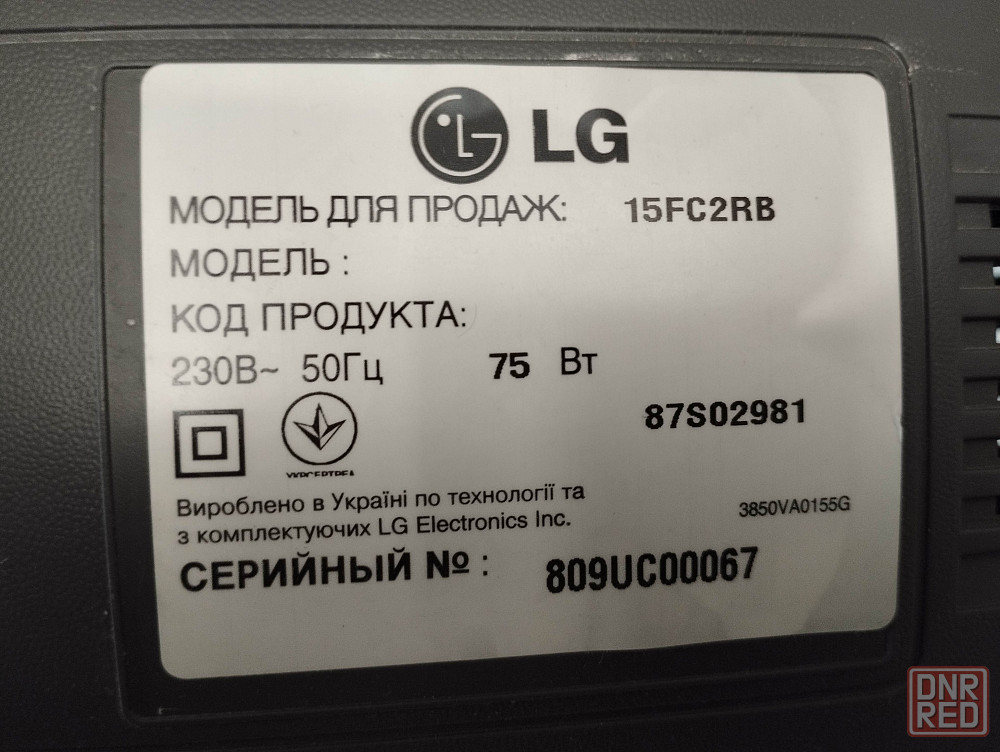 LG
МОДЕЛЬ ДЛЯ ПРОДАЖ: 15FC2RB
МОДЕЛЬ :
КОД ПРОДУКТА:
230В~ 50Гц 75 Вт
87S02981
Вироблено в Україні по технології та
з комплектуючих LG Electronics Inc.
3850VA0155G
СЕРИЙНЫЙ № : 809UC00067
DNR
RED